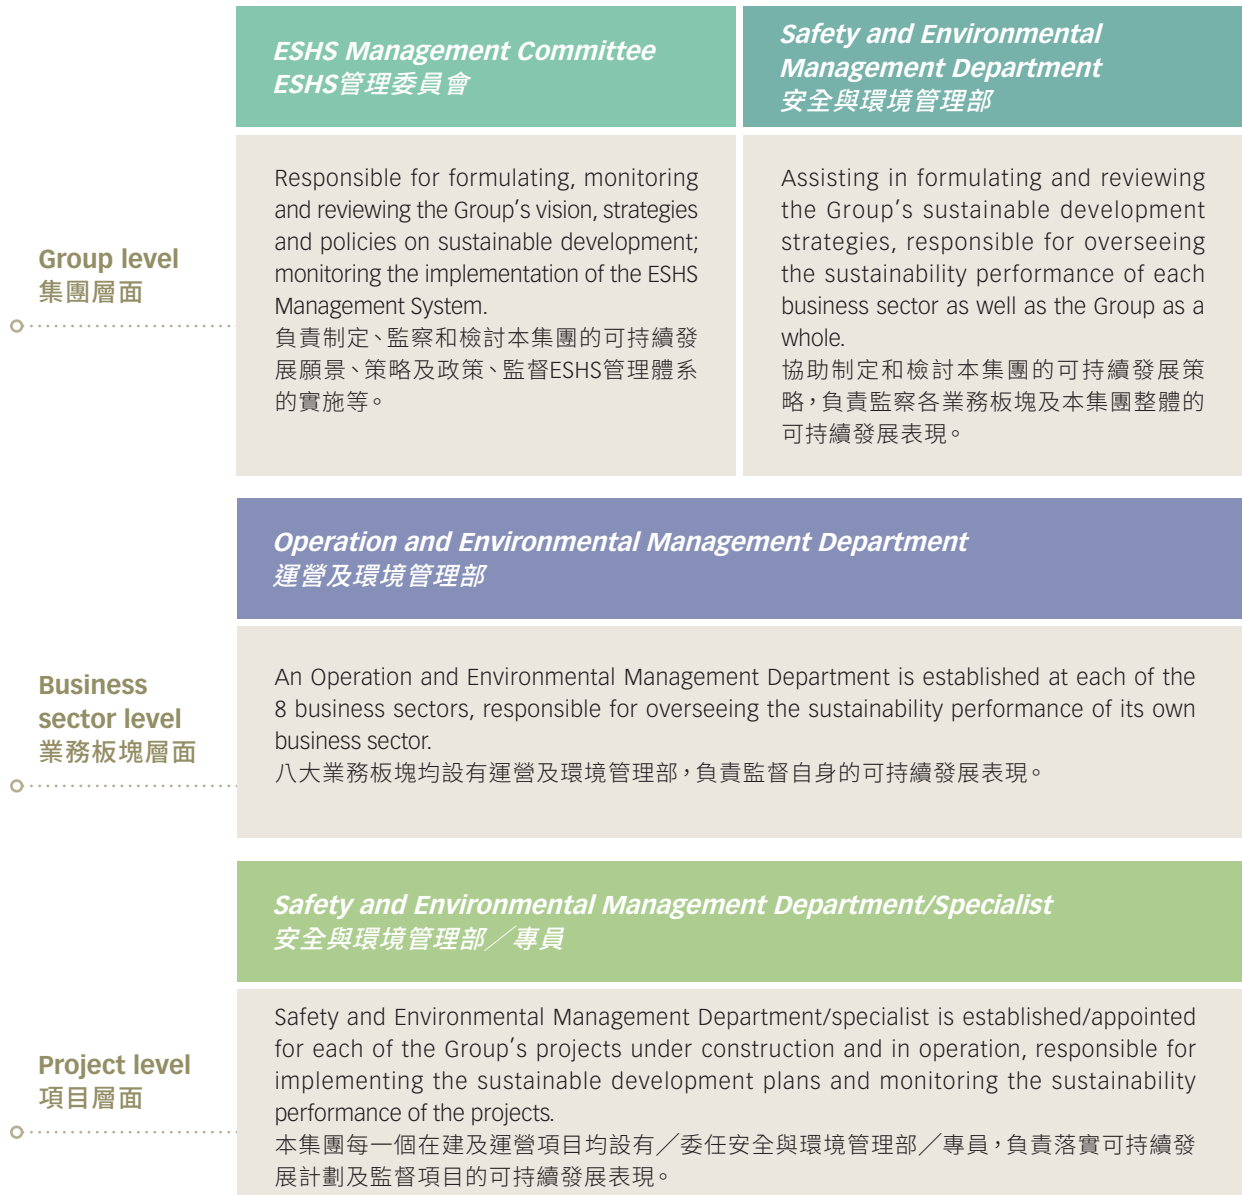 ESHS Management Committee
ESHS管理委員會
Safety and Environmental
Management Department
安全與環境管理部
Group level
集團層面
Responsible for formulating, monitoring
and reviewing the Group's vision, strategies
and policies on sustainable development;
monitoring the implementation of the ESHS
Management System.
負責制定、監察和檢討本集團的可持續發
展願景、策略及政策、監督ESHS管理體系
的實施等。
Assisting in formulating and reviewing
the Group's sustainable development
strategies, responsible for overseeing
the sustainability performance of each
business sector as well as the Group as a
whole.
協助制定和檢討本集團的可持續發展策
略，負責監察各業務板塊及本集團整體的
可持續發展表現。
Operation and Environmental Management Department
運營及環境管理部
Business
sector level
業務板塊層面
An Operation and Environmental Management Department is established at each of the
8 business sectors, responsible for overseeing the sustainability performance of its own
business sector.
八大業務板塊均設有運營及環境管理部，負責監督自身的可持續發展表現。
Safety and Environmental Management Department/Specialist
安全與環境管理部／專員
Project level
項目層面
Safety and Environmental Management Department/specialist is established/appointed
for each of the Group's projects under construction and in operation, responsible for
implementing the sustainable development plans and monitoring the sustainability
performance of the projects.
本集團每一個在建及運營項目均設有／委任安全與環境管理部／專員，負責落實可持續發
展計劃及監督項目的可持續發展表現。